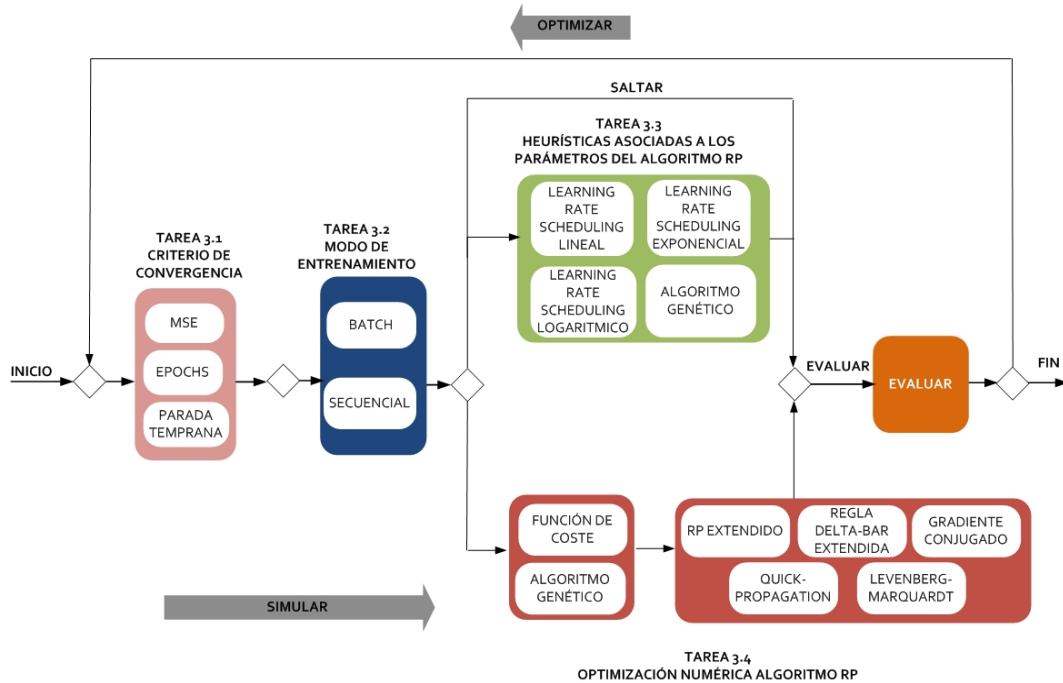 OPTIMIZAR
SALTAR
TAREA 3.3
HEURÍSTICAS ASOCIADAS A LOS
PARÁMETROS DEL ALGORITMO RP
LEARNING
RATE
SCHEDULING
LINEAL
LEARNING
RATE
SCHEDULING
EXPONENCIAL
LEARNING
RATE
SCHEDULING
LOGARITMICO
ALGORITMO
GENÉTICO
TAREA 3.1
CRITERIO DE
CONVERGENCIA
MSE
EPOCHS
PARADA
TEMPRANA
TAREA 3.2
MODO DE
ENTRENAMIENTO
BATCH
SECUENCIAL
INICIO
EVALUAR
EVALUAR
FIN
FUNCIÓN DE
COSTE
ALGORITMO
GENÉTICO
RP EXTENDIDO
REGLA
DELTA-BAR
EXTENDIDA
GRADIENTE
CONJUGADO
QUICK-
PROPAGATION
LEVENBERG-
MARQUARDT
SIMULAR
TAREA 3.4
OPTIMIZACIÓN NUMÉRICA ALGORITMO RP